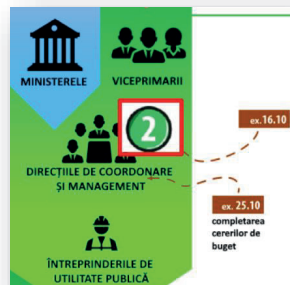 MINISTERELE
VICEPRIMARII
2
ex.16.10
DIRECȚIILE DE COORDONARE
ȘI MANAGEMENT
ex. 25.10
completarea
cererilor de
buget
ÎNTREPRINDERILE DE
UTILITATE PUBLICĂ